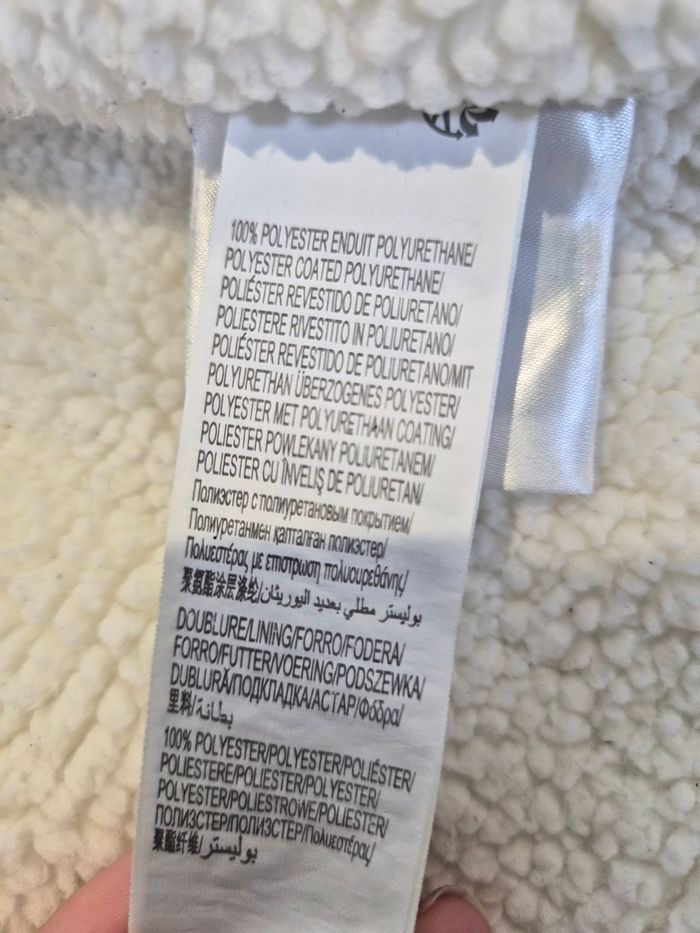 100% POLYESTER ENDUIT POLYURETHANE/
POLYESTER COATED POLYURETHANE/
POLIÉSTER REVESTIDO DE POLIURETANO/
POLIESTERE RIVESTITO IN POLIURETANO/
POLIÉSTER REVESTIDO DE POLIURETANO/MIT
POLYURETHAN ÜBERZOGENES POLYESTER/
POLYESTER MET POLYURETHAAN COATING/
POLIESTER POWLEKANY POLIURETANEM/
POLIESTER CU ÎNVELIŞ DE POLIURETAN/
Полиэстер с полиуретановым покрытием/
Полиуретанмен қапталған полиэстер/
Πολυεστέρας με επιστρωση πολυουρεθάνης/
聚氨酯涂层涤纶/بوليستر مطلي بعديد اليوريثان
DOUBLURE/LINING/FORRO/FODERA/
FORRO/FUTTER/VOERING/PODSZEWKA/
DUBLURĂ/ПОДКЛАДКА/АСТАР/Φόδρα/
里料/بطانة
100% POLYESTER/POLYESTER/POLIÉSTER/
POLIESTERE/POLIESTER/POLYESTER/
POLYESTER/POLIESTROWE/POLIESTER/
ПОЛИЭСТЕР/ПОЛИЭСТЕР/Πολυεστέρας/
聚酯纤维/بوليستر